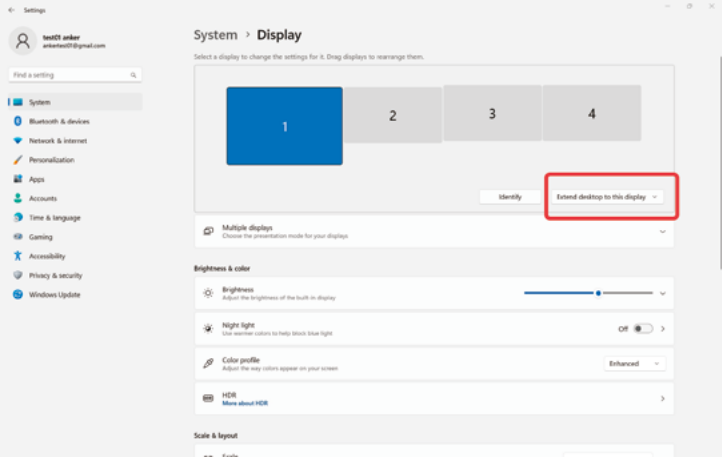 Settings
test01 anker
ankertest01@gmail.com
Find a setting
System
Bluetooth & devices
Network & internet
Personalization
Apps
Accounts
Time & language
Gaming
Accessibility
Privacy & security
Windows Update
System > Display
Select a display to change the settings for it. Drag displays to rearrange them.
1
2
3
4
Identify
Extend desktop to this display
Multiple displays
Choose the presentation mode for your displays
Brightness & color
Brightness
Adjust the brightness of the built-in display
Night light
Use warmer colors to help block blue light
Off
Color profile
Adjust the way colors appear on your screen
Enhanced
HDR
More about HDR
Scale & layout
Scale